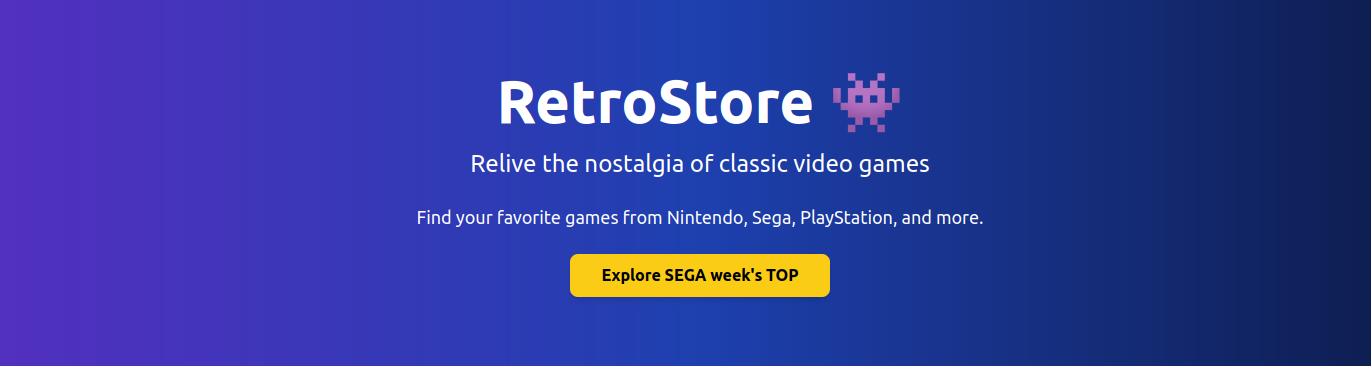 RetroStore 👾
Relive the nostalgia of classic video games
Find your favorite games from Nintendo, Sega, PlayStation, and more.
Explore SEGA week's TOP